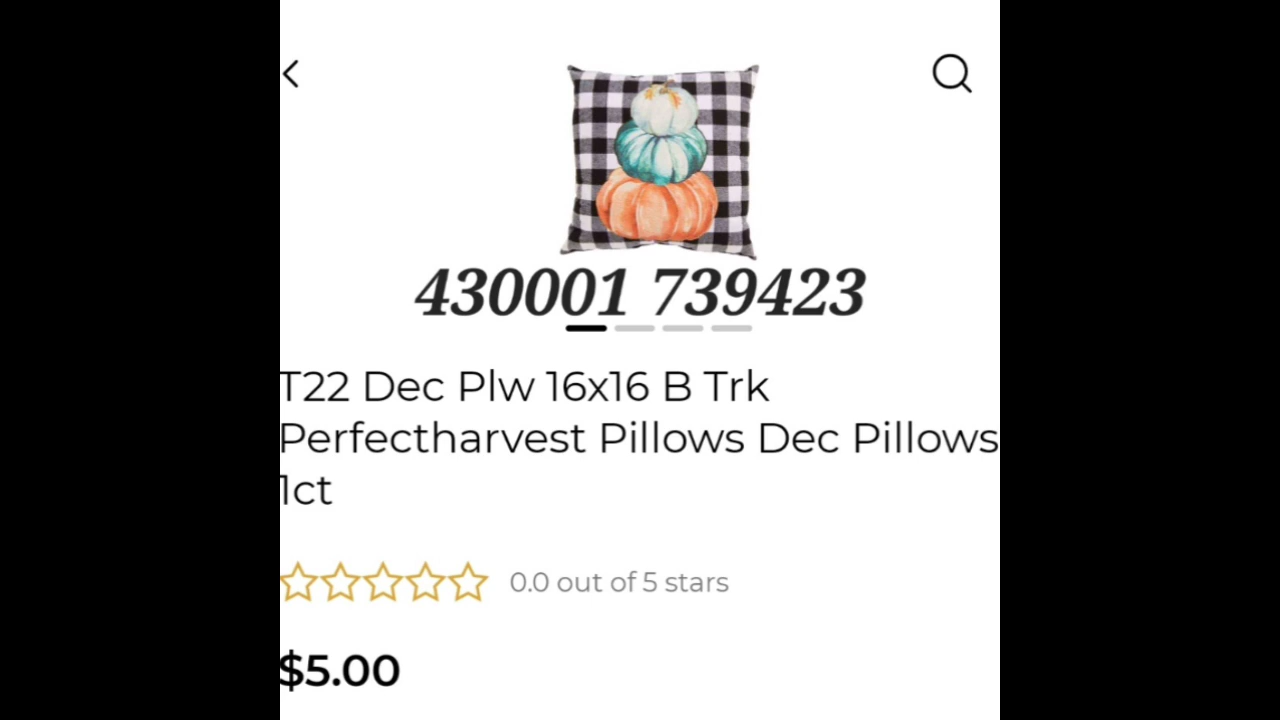 430001 739423
T22 Dec Plw 16x16 B Trk
Perfectharvest Pillows Dec Pillows
1ct
0.0 out of 5 stars
$5.00